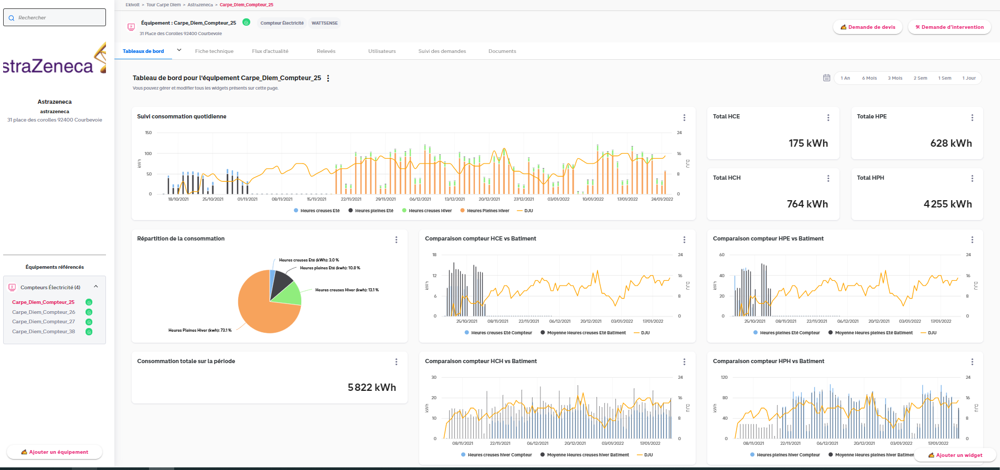 Ekivolt > Tour Carpe Diem > Astrazeneca > Carpe_Diem_Compteur_25
Rechercher
Équipement : Carpe_Diem_Compteur_25 Compteur Électricité WATTSENSE
31 Place des Corolles 92400 Courbevoie
Demande de devis
Demande d'intervention
Tableaux de bord Fiche technique Flux d'actualité Relevés Utilisateurs Suivi des demandes Documents
straZeneca
Astrazeneca
astrazeneca
31 place des corolles 92400 Courbevoie
Équipements référencés
Compteurs Électricité (4)
Carpe_Diem_Compteur_25
Carpe_Diem_Compteur_26
Carpe_Diem_Compteur_27
Carpe_Diem_Compteur_38
Ajouter un équipement
Tableau de bord pour l'équipement Carpe_Diem_Compteur_25
Vous pouvez gérer et modifier tous les widgets présents sur cette page.
1 An 6 Mois 3 Mois 2 Sem 1 Sem 1 Jour
Suivi consommation quotidienne
150 24
100 16
kWh DJU
50 8
0 0
18/10/2021 25/10/2021 01/11/2021 08/11/2021 15/11/2021 22/11/2021 29/11/2021 06/12/2021 13/12/2021 20/12/2021 27/12/2021 03/01/2022 10/01/2022 17/01/2022 24/01/2022
Heures creuses Eté Heures pleines Eté Heures creuses Hiver Heures Pleines Hiver DJU
Total HCE
175 kWh
Totale HPE
628 kWh
Total HCH
764 kWh
Total HPH
4 255 kWh
Répartition de la consommation
Heures creuses Eté (kWh): 3.0 %
Heures pleines Eté (kwh): 10.8 %
Heures creuses Hiver (kwh): 13.1 %
Heures Pleines Hiver (kwh): 73.1 %
Comparaison compteur HCE vs Batiment
18 24
12 16
kWh DJU
6 8
0 0
25/10/2021 08/11/2021 22/11/2021 06/12/2021 20/12/2021 03/01/2022 17/01/2022
Heures creuses Eté Compteur Moyenne Heures creuses Eté Batiment DJU
Comparaison compteur HPE vs Batiment
60 24
40 16
kWh DJU
20 8
0 0
25/10/2021 08/11/2021 22/11/2021 06/12/2021 20/12/2021 03/01/2022 17/01/2022
Heures pleines Eté Compteur Moyenne Heures pleines Eté Batiment DJU
Consommation totale sur la période
5 822 kWh
Comparaison compteur HCH vs Batiment
30 24
20 16
kWh DJU
10 8
0 0
08/11/2021 22/11/2021 06/12/2021 20/12/2021 03/01/2022 17/01/2022
Heures creuses hiver Compteur Moyenne Heures creuses hiver Batiment DJU
Comparaison compteur HPH vs Batiment
120 24
80 16
kWh DJU
40 8
0 0
08/11/2021 22/11/2021 06/12/2021 20/12/2021 03/01/2022 17/01/2022
Heures pleines hiver Compteur Moyenne Heures pleines hiver Batimen
Ajouter un widget